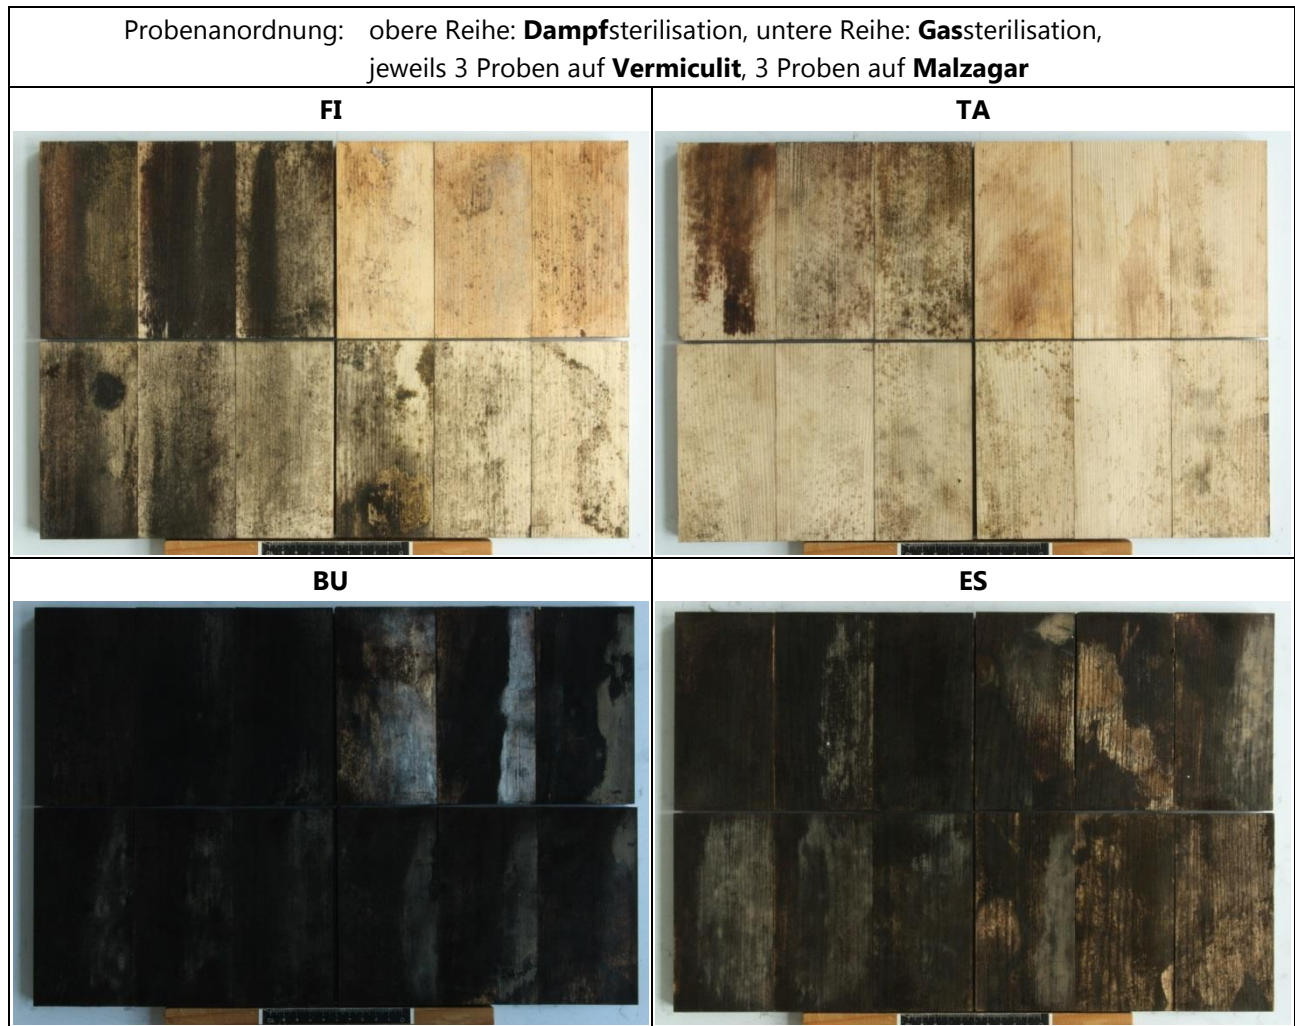 Probenanordnung: obere Reihe: Dampfsterilisation, untere Reihe: Gassterilisation,
jeweils 3 Proben auf Vermiculit, 3 Proben auf Malzagar
FI
TA
BU
ES